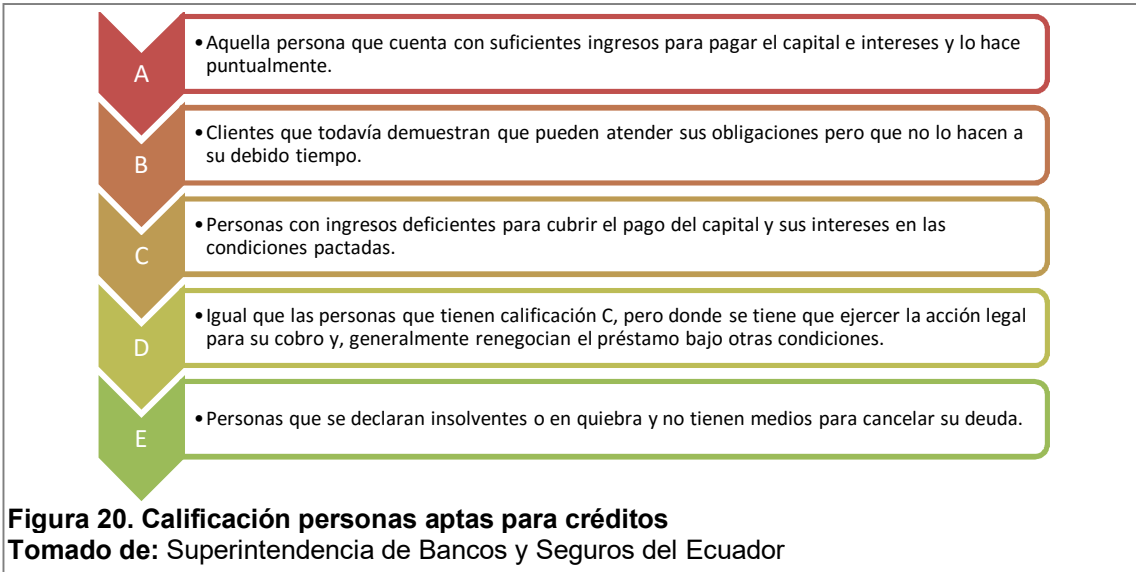 A
•Aquella persona que cuenta con suficientes ingresos para pagar el capital e intereses y lo hace
puntualmente.
B
•Clientes que todavía demuestran que pueden atender sus obligaciones pero que no lo hacen a
su debido tiempo.
C
•Personas con ingresos deficientes para cubrir el pago del capital y sus intereses en las
condiciones pactadas.
D
•Igual que las personas que tienen calificación C, pero donde se tiene que ejercer la acción legal
para su cobro y, generalmente renegocian el préstamo bajo otras condiciones.
E
•Personas que se declaran insolventes o en quiebra y no tienen medios para cancelar su deuda.
Figura 20. Calificación personas aptas para créditos
Tomado de: Superintendencia de Bancos y Seguros del Ecuador